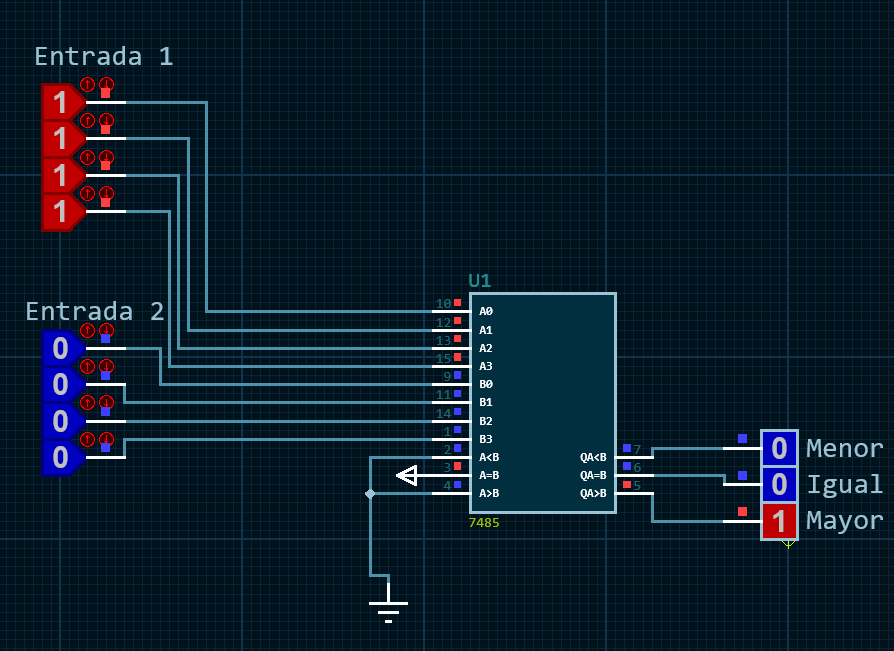 Entrada 1
1
1
1
1
Entrada 2
0
0
0
0
U1
10 A0
12 A1
13 A2
15 A3
9 B0
11 B1
14 B2
1 B3
2 A<B QA<B 7
3 A=B QA=B 6
4 A>B QA>B 5
7485
0 Menor
0 Igual
1 Mayor